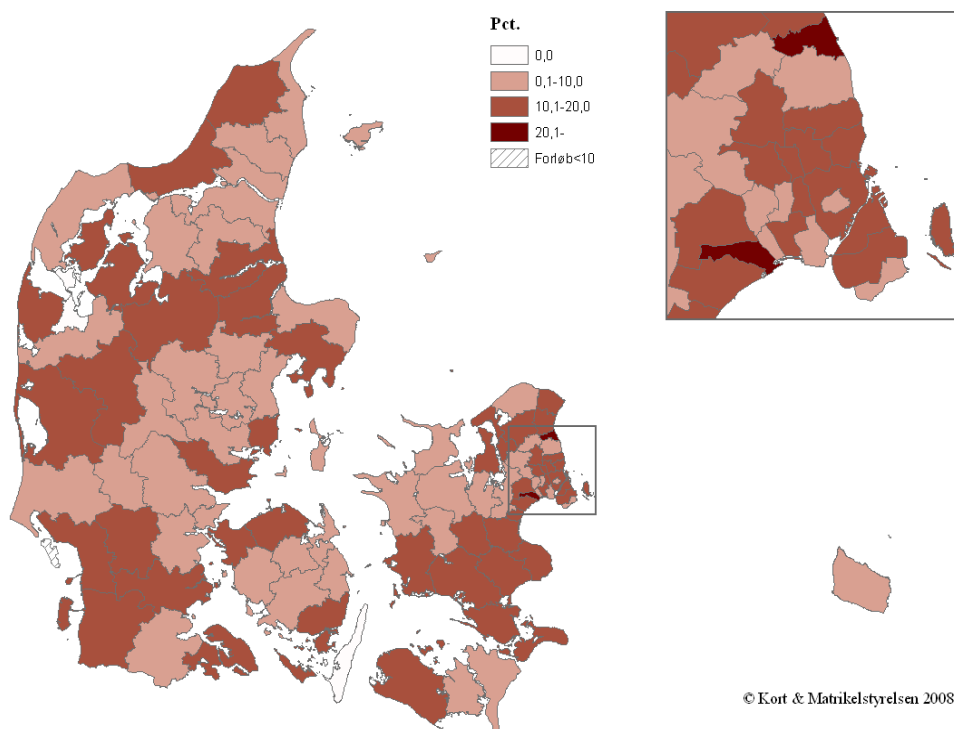 Pct.
0,0
0,1-10,0
10,1-20,0
20,1-
Forløb<10
© Kort & Matrikelstyrelsen 2008